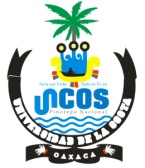 UNCOS
Pinotepa Nacional
UNIVERSIDAD DE LA COSTA
OAXACA